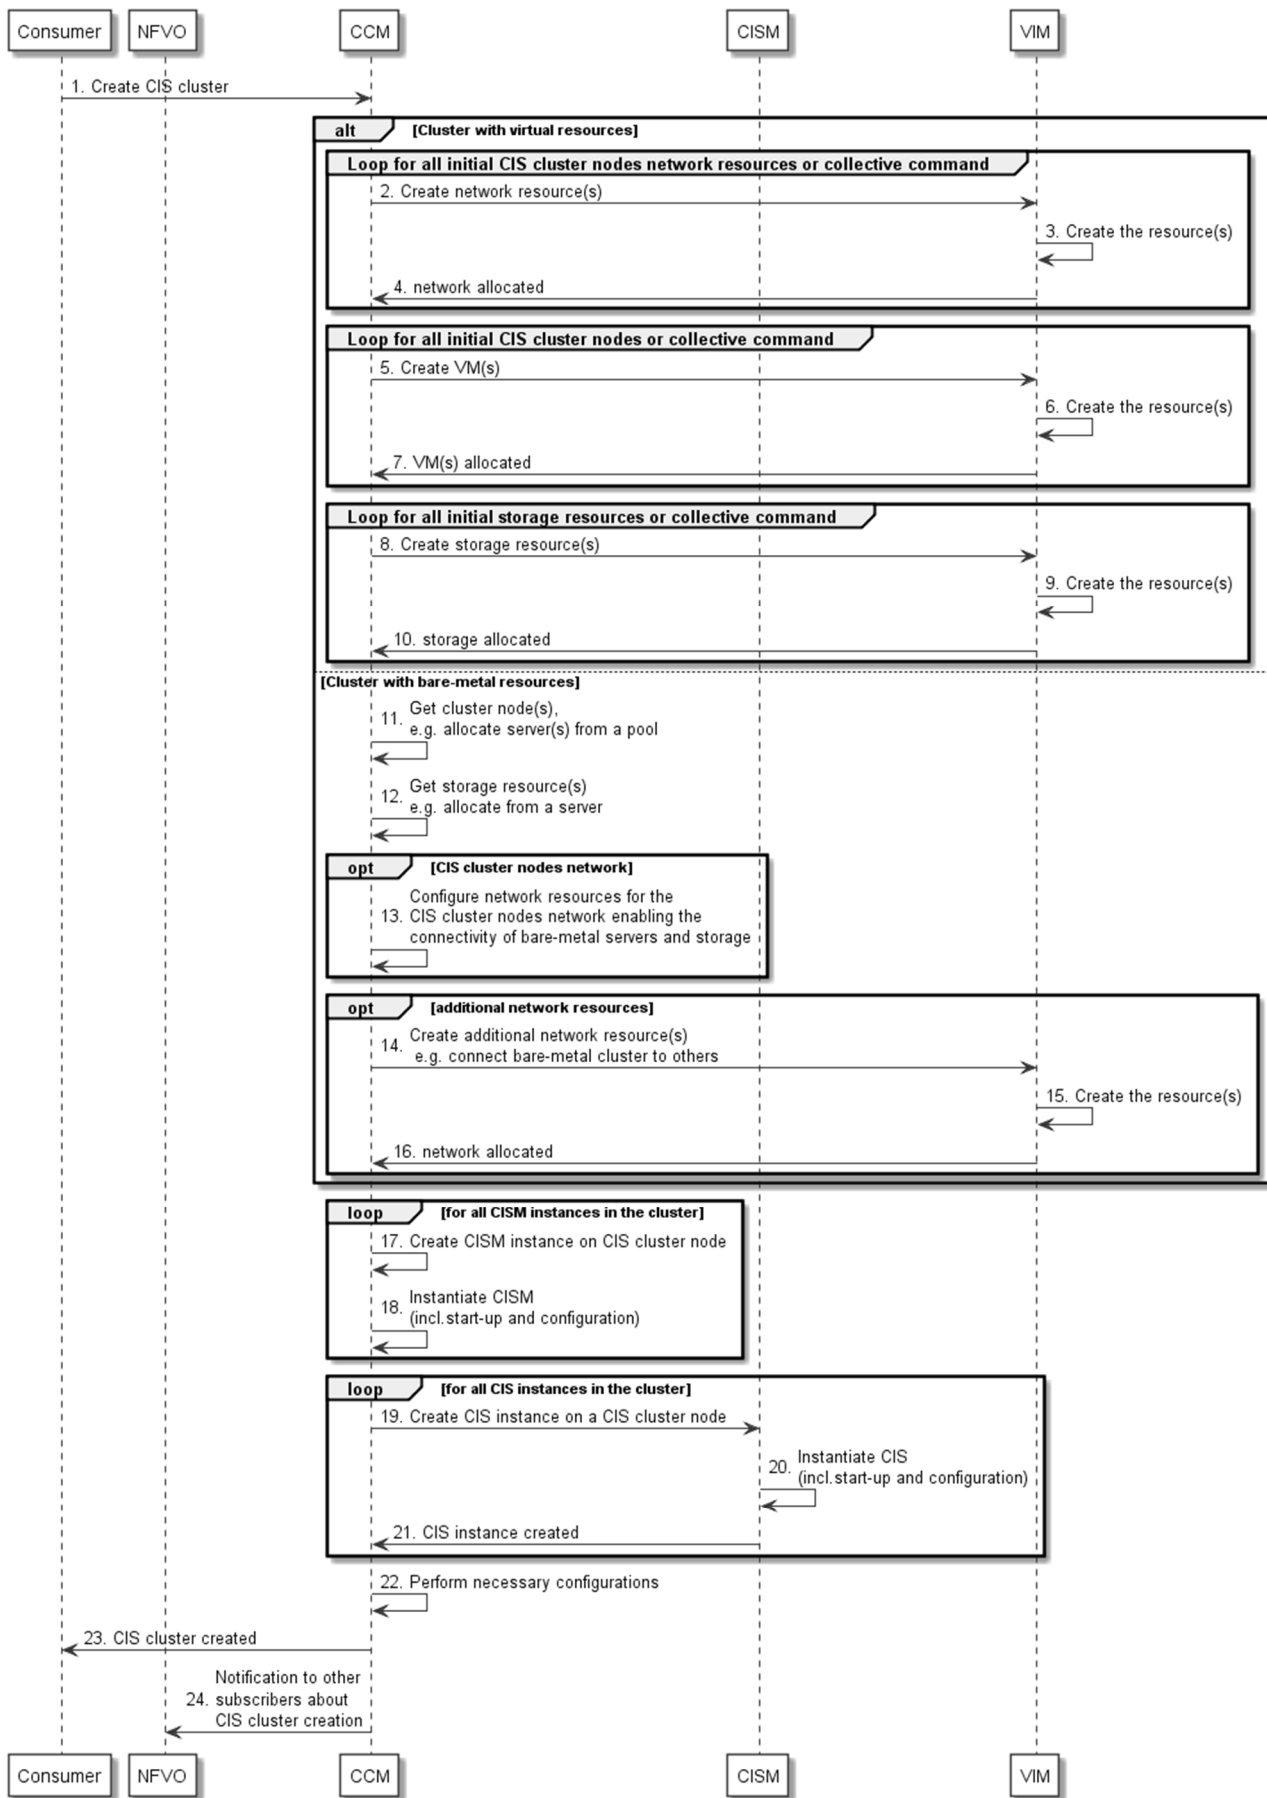 Consumer NFVO CCM CISM VIM
1. Create CIS cluster
alt [Cluster with virtual resources]
Loop for all initial CIS cluster nodes network resources or collective command
2. Create network resource(s)
3. Create the resource(s)
4. network allocated
Loop for all initial CIS cluster nodes or collective command
5. Create VM(s)
6. Create the resource(s)
7. VM(s) allocated
Loop for all initial storage resources or collective command
8. Create storage resource(s)
9. Create the resource(s)
10. storage allocated
[Cluster with bare-metal resources]
11. Get cluster node(s),
e.g. allocate server(s) from a pool
12. Get storage resource(s)
e.g. allocate from a server
opt [CIS cluster nodes network]
Configure network resources for the
13. CIS cluster nodes network enabling the
connectivity of bare-metal servers and storage
opt [additional network resources]
14. Create additional network resource(s)
e.g. connect bare-metal cluster to others
15. Create the resource(s)
16. network allocated
loop [for all CISM instances in the cluster]
17. Create CISM instance on CIS cluster node
18. Instantiate CISM
(incl.start-up and configuration)
loop [for all CIS instances in the cluster]
19. Create CIS instance on a CIS cluster node
20. Instantiate CIS
(incl.start-up and configuration)
21. CIS instance created
22. Perform necessary configurations
23. CIS cluster created
Notification to other
24. subscribers about
CIS cluster creation
Consumer NFVO CCM CISM VIM